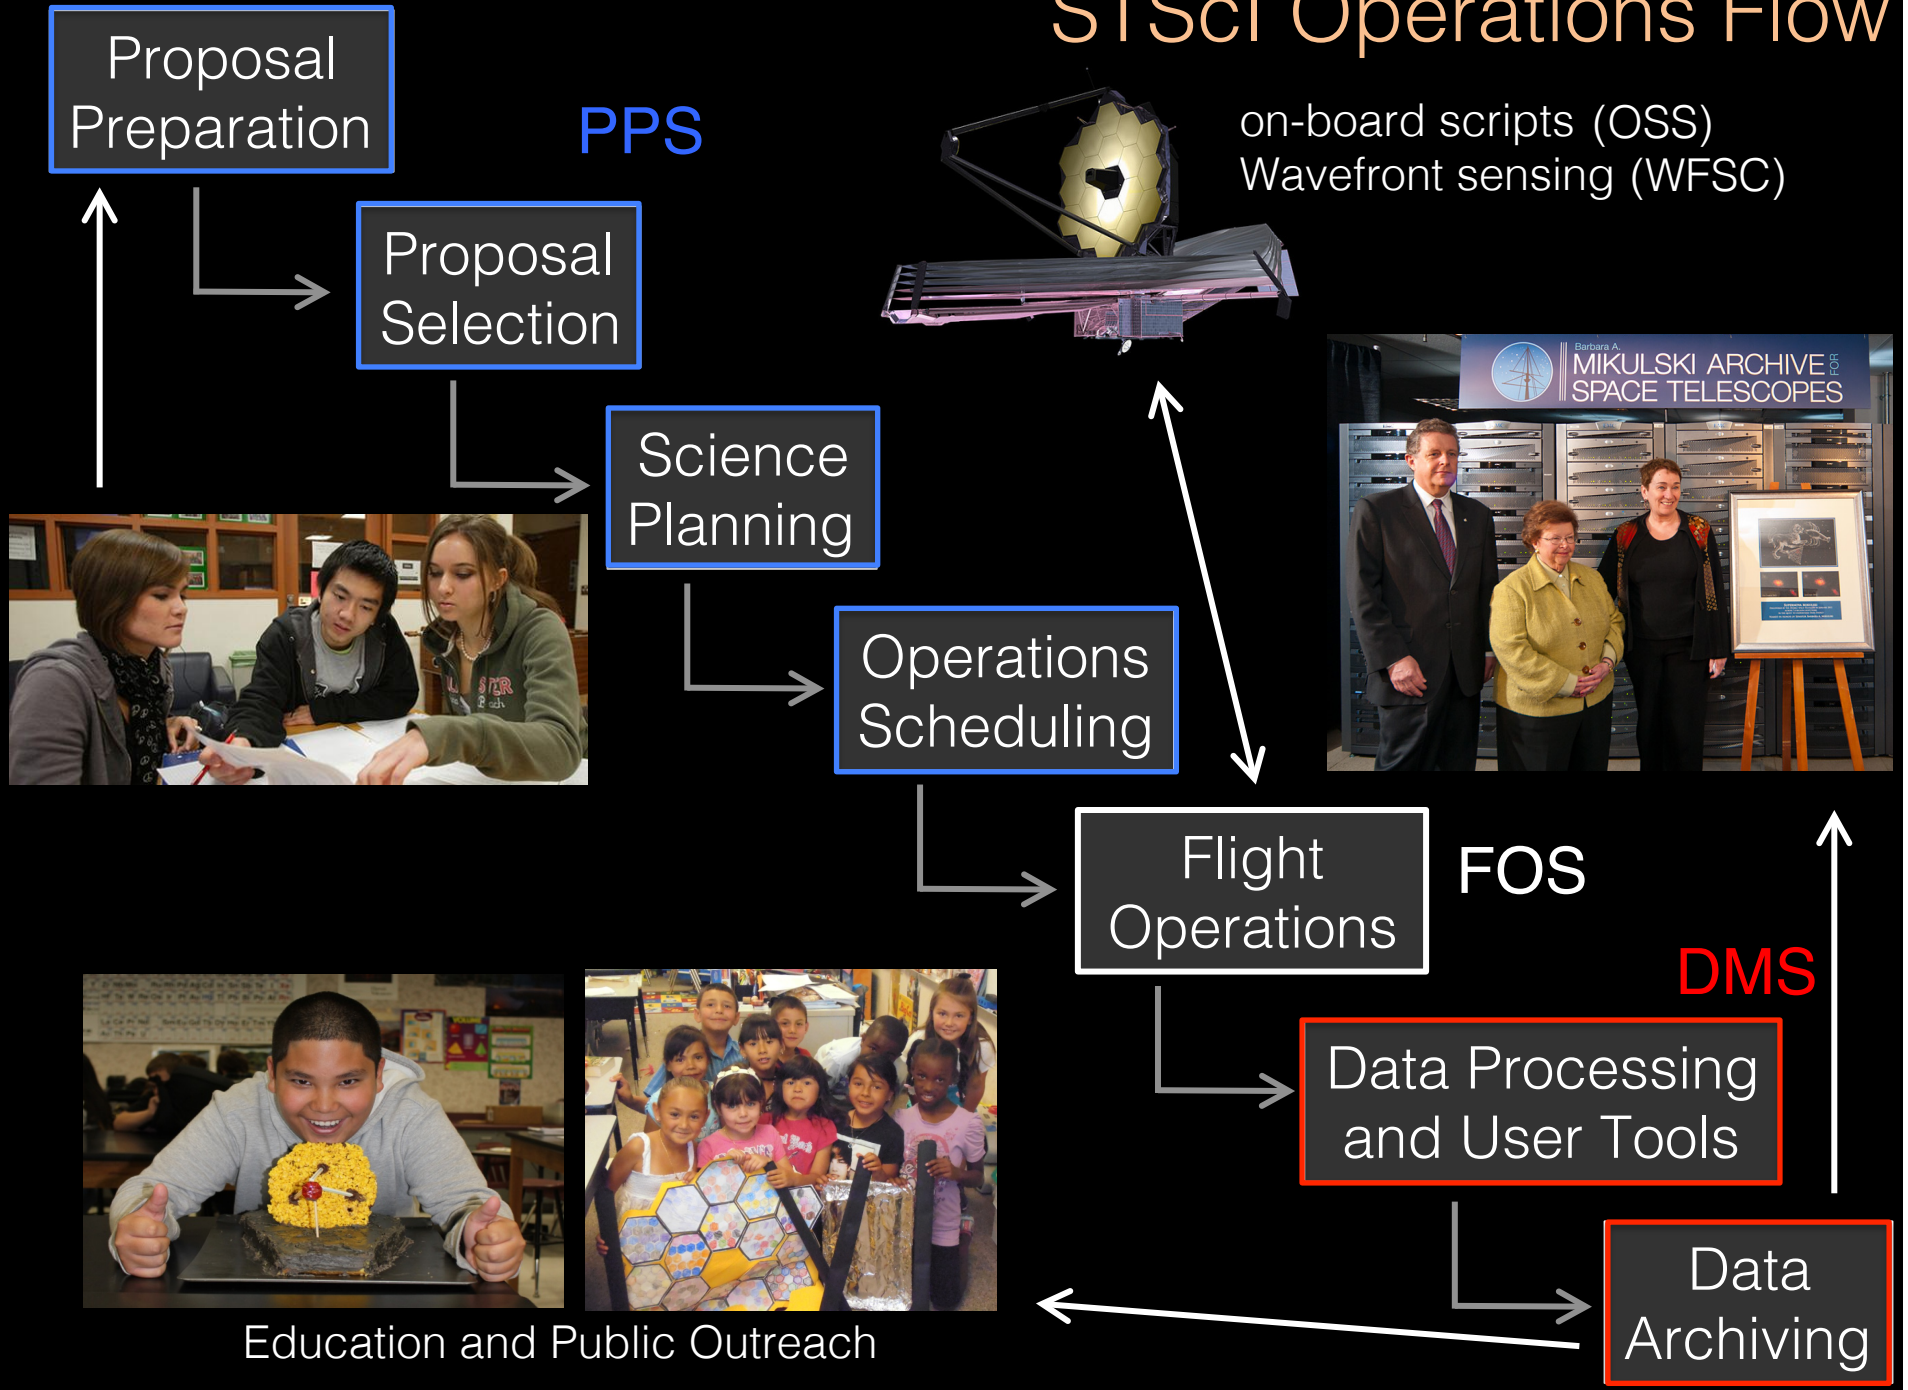 STScI Operations Flow
Proposal
Preparation
PPS
on-board scripts (OSS)
Wavefront sensing (WFSC)
Proposal
Selection
Barbara A.
MIKULSKI ARCHIVE FOR
SPACE TELESCOPES
Science
Planning
Operations
Scheduling
Flight
Operations
FOS
DMS
Data Processing
and User Tools
Data
Archiving
Education and Public Outreach